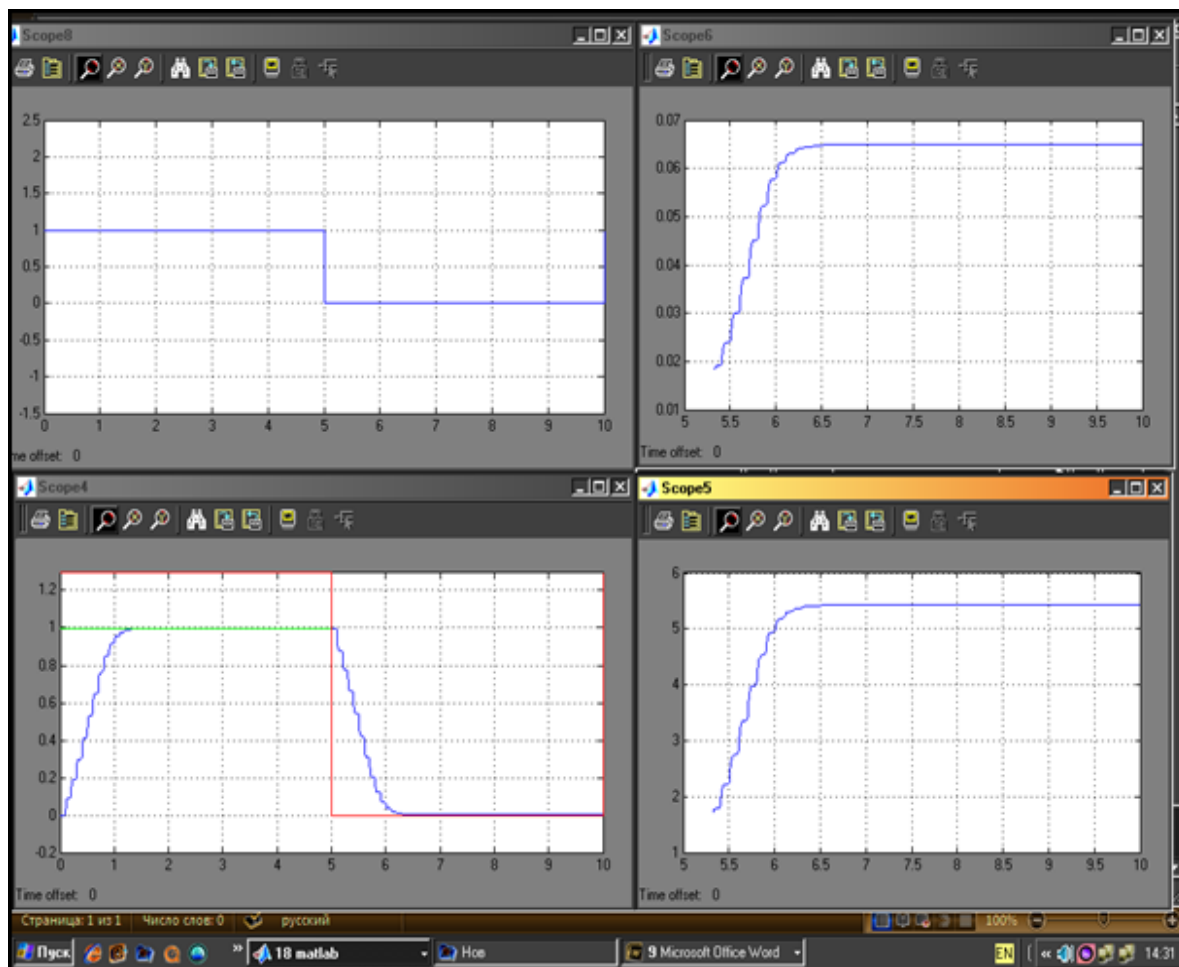 Scope8
2.5
2
1.5
1
0.5
0
-0.5
-1
-1.5
0 1 2 3 4 5 6 7 8 9 10
me offset: 0
Scope6
0.07
0.06
0.05
0.04
0.03
0.02
0.01
5 5.5 6 6.5 7 7.5 8 8.5 9 9.5 10
Time offset: 0
Scope4
1.2
1
0.8
0.6
0.4
0.2
0
-0.2
0 1 2 3 4 5 6 7 8 9 10
Time offset: 0
Scope5
6
5
4
3
2
1
5 5.5 6 6.5 7 7.5 8 8.5 9 9.5 10
Time offset: 0
Страница: 1 из 1 Число слов: 0 русский 100%
Пуск » 18 matlab Нов 9 Microsoft Office Word EN « 14:31